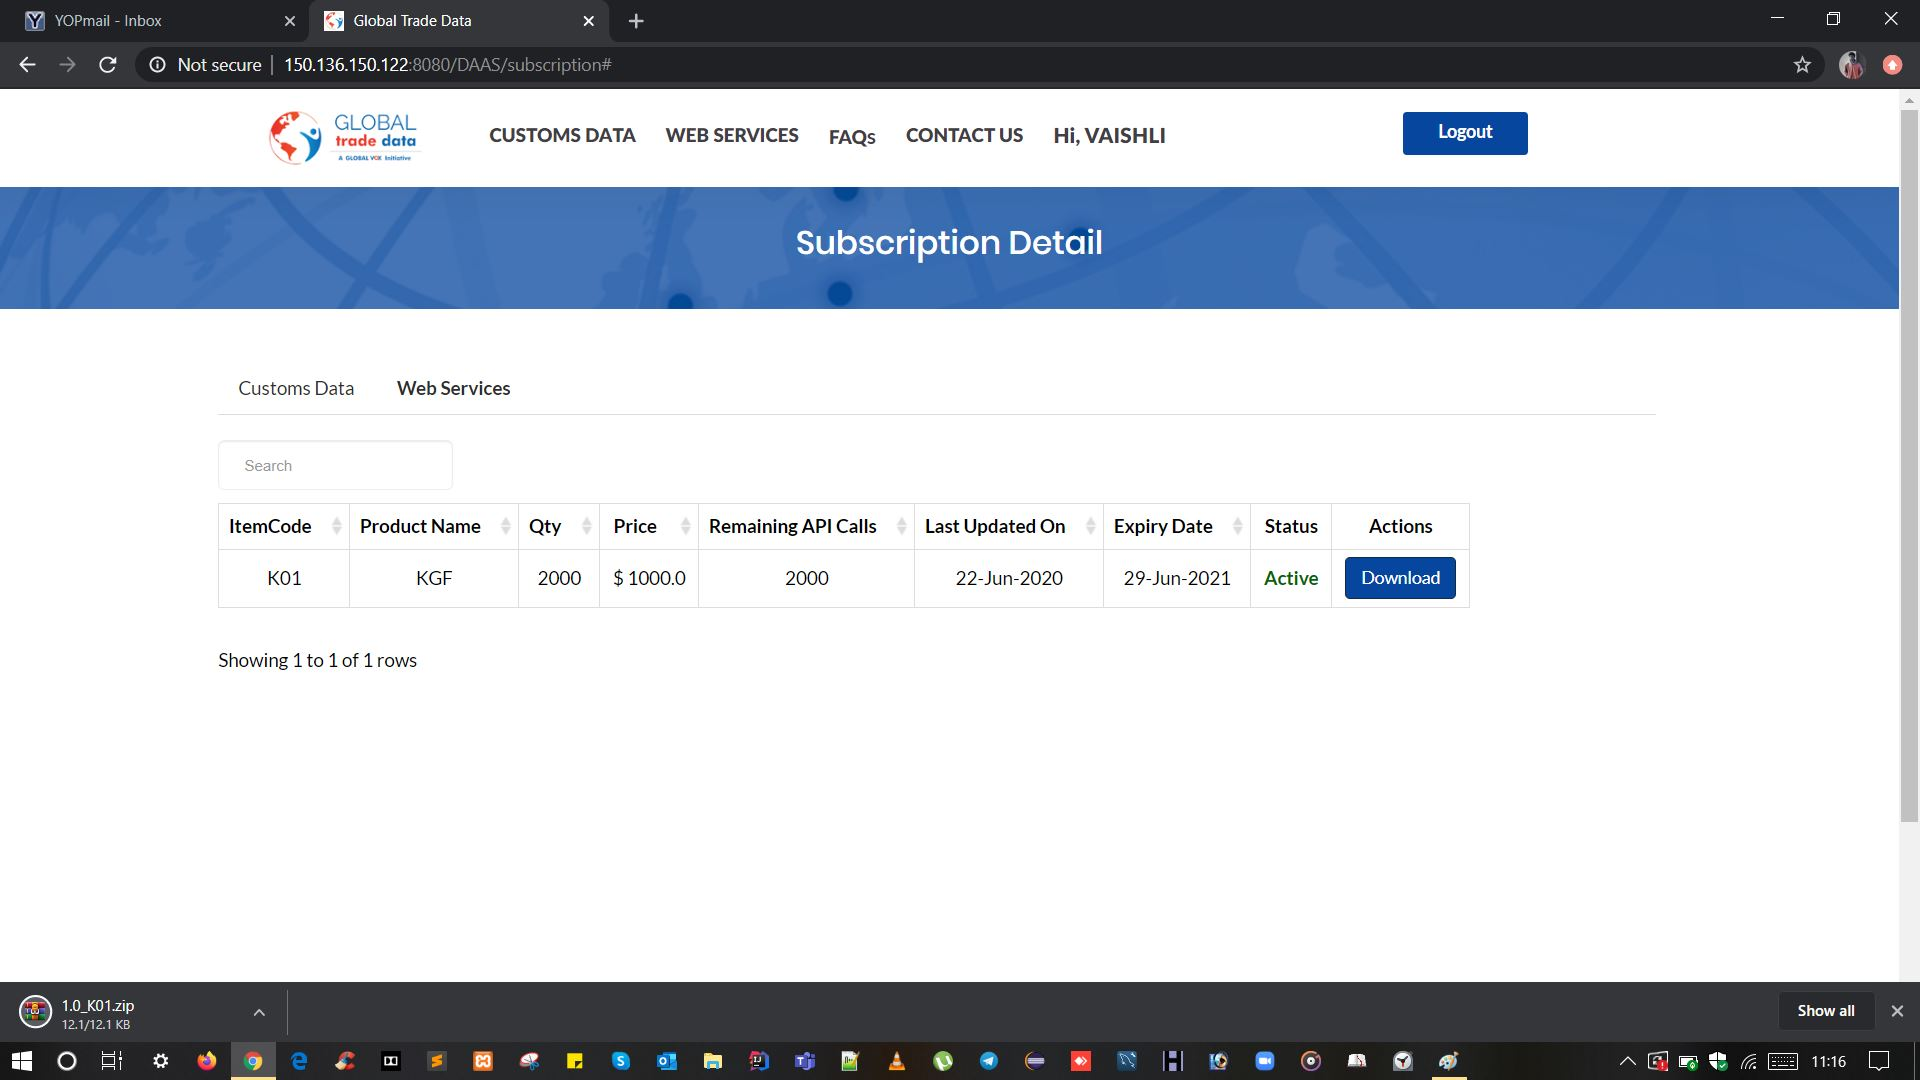 YOPmail - Inbox
Global Trade Data
Not secure | 150.136.150.122:8080/DAAS/subscription#
GLOBAL
trade data
A GLOBAL VOX Initiative
CUSTOMS DATA WEB SERVICES FAQs CONTACT US Hi, VAISHLI
Logout
Subscription Detail
Customs Data Web Services
Search
ItemCode Product Name Qty Price Remaining API Calls Last Updated On Expiry Date Status Actions
K01 KGF 2000 $ 1000.0 2000 22-Jun-2020 29-Jun-2021 Active Download
Showing 1 to 1 of 1 rows
1.0_K01.zip
12.1/12.1 KB
Show all
11:16